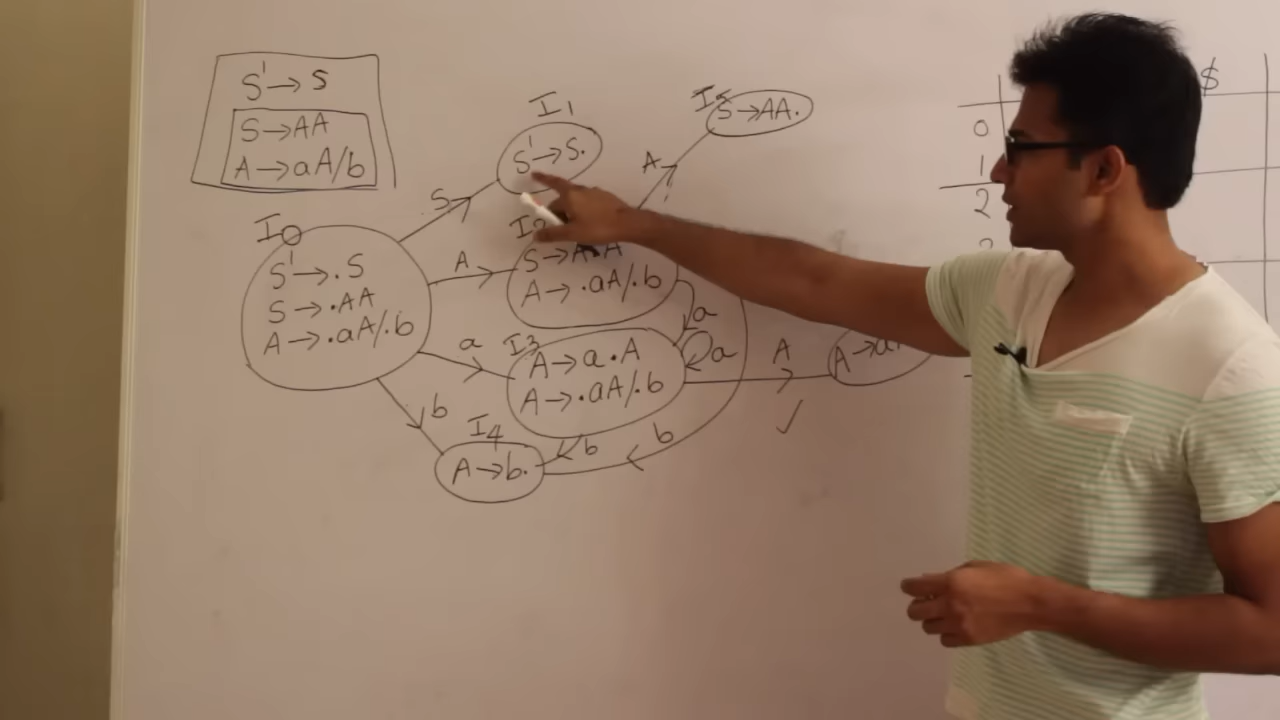 S' → S
S → AA
A → aA/b
I0
S' → .S
S → .AA
A → .aA/.b
S
A
a
b
I1
S' → S.
I2
S → A.A
A → .aA/.b
I3
A → a.A
A → .aA/.b
I4
A → b.
A
I5
S → AA.
a
a
b
b
A
✓
$
0
1
2